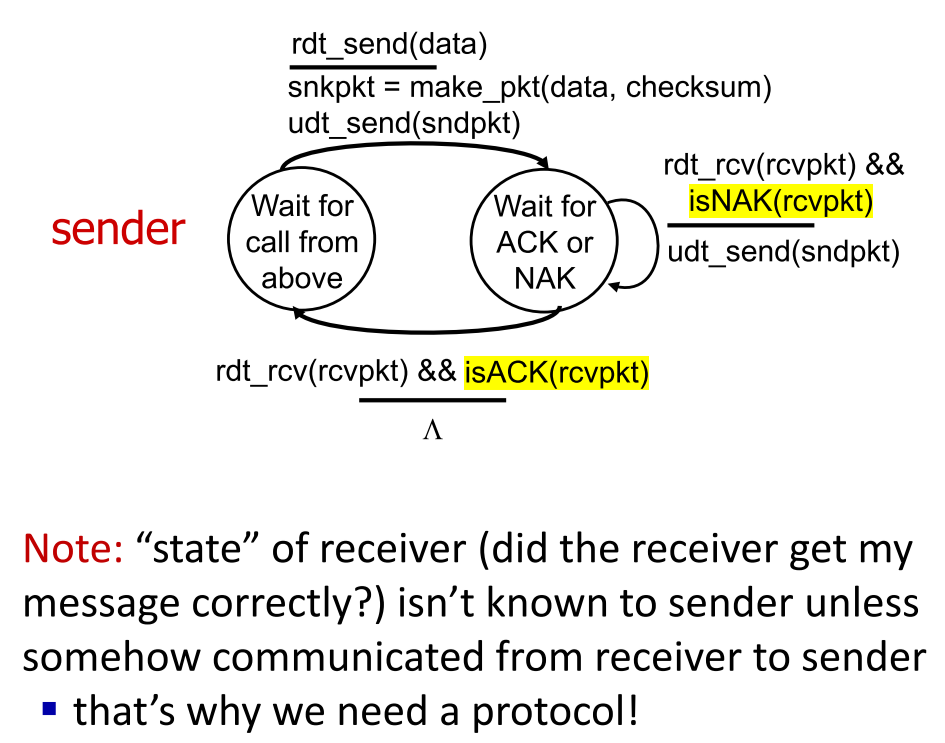 rdt_send(data)
snkpkt = make_pkt(data, checksum)
udt_send(sndpkt)
rdt_rcv(rcvpkt) &&
isNAK(rcvpkt)
udt_send(sndpkt)
sender
Wait for
call from
above
Wait for
ACK or
NAK
rdt_rcv(rcvpkt) && isACK(rcvpkt)
Λ
Note: “state” of receiver (did the receiver get my
message correctly?) isn’t known to sender unless
somehow communicated from receiver to sender
▪ that’s why we need a protocol!